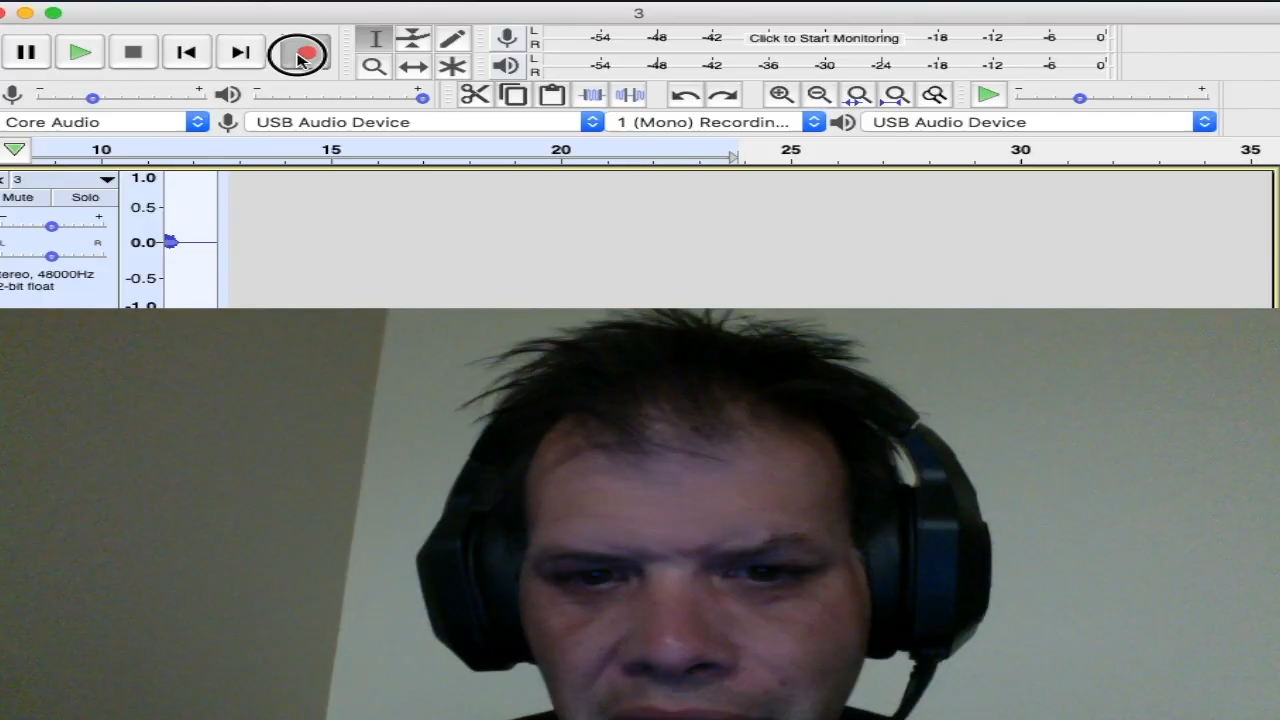 3
L
R
-54 -48 -42 Click to Start Monitoring -18 -12 -6 0
-54 -48 -42 -36 -30 -24 -18 -12 -6 0
- + - + - +
Core Audio USB Audio Device 1 (Mono) Recordin... USB Audio Device
10 15 20 25 30 35
3
Mute Solo
- +
L R
tereo, 48000Hz
2-bit float
1.0
0.5
0.0
-0.5
-1.0